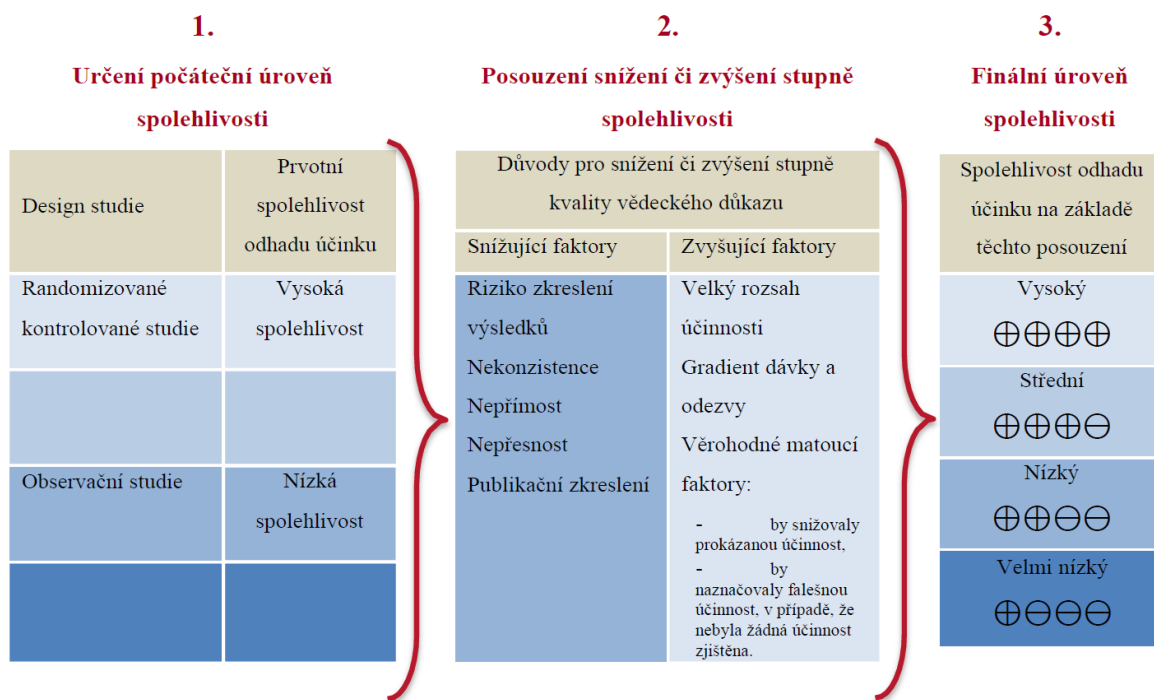 1.
Určení počáteční úroveň
spolehlivosti
Design studie
Prvotní
spolehlivost
odhadu účinku
Randomizované
kontrolované studie
Vysoká
spolehlivost
Observační studie
Nízká
spolehlivost
2.
Posouzení snížení či zvýšení stupně
spolehlivosti
Důvody pro snížení či zvýšení stupně
kvality vědeckého důkazu
Snížující faktory
Zvyšující faktory
Riziko zkreslení
výsledků
Nekonzistence
Nepřímost
Nepřesnost
Publikační zkreslení
Velký rozsah
účinnosti
Gradient dávky a
odezvy
Věrohodné matoucí
faktory:
- by snižovaly
prokázanou účinnost,
- by
naznačovaly falešnou
účinnost, v případě, že
nebyla žádná účinnost
zjištěna.
3.
Finální úroveň
spolehlivosti
Spolehlivost odhadu
účinku na základě
těchto posouzení
Vysoký
⊕⊕⊕⊕
Střední
⊕⊕⊕⊖
Nízký
⊕⊕⊖⊖
Velmi nízký
⊕⊖⊖⊖